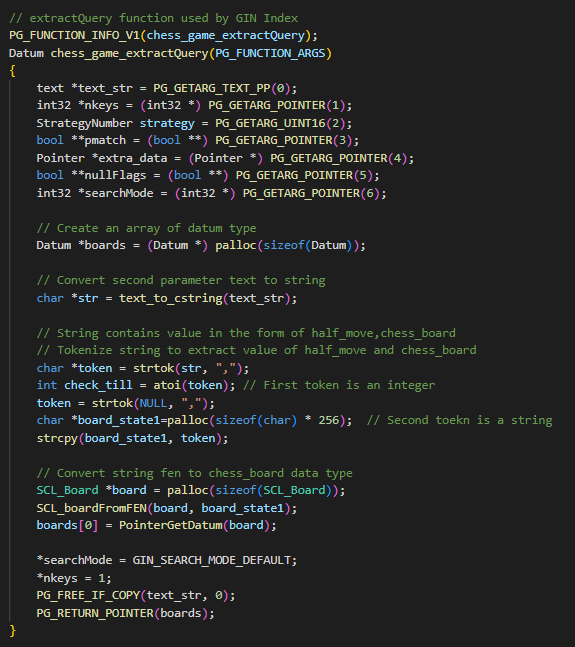 // extractQuery function used by GIN Index
PG_FUNCTION_INFO_V1(chess_game_extractQuery);
Datum chess_game_extractQuery(PG_FUNCTION_ARGS)
{
    text *text_str = PG_GETARG_TEXT_PP(0);
    int32 *nkeys = (int32 *) PG_GETARG_POINTER(1);
    StrategyNumber strategy = PG_GETARG_UINT16(2);
    bool **pmatch = (bool **) PG_GETARG_POINTER(3);
    Pointer *extra_data = (Pointer *) PG_GETARG_POINTER(4);
    bool **nullFlags = (bool **) PG_GETARG_POINTER(5);
    int32 *searchMode = (int32 *) PG_GETARG_POINTER(6);

    // Create an array of datum type
    Datum *boards = (Datum *) palloc(sizeof(Datum));

    // Convert second parameter text to string
    char *str = text_to_cstring(text_str);

    // String contains value in the form of half_move,chess_board
    // Tokenize string to extract value of half_move and chess_board
    char *token = strtok(str, ",");
    int check_till = atoi(token); // First token is an integer
    token = strtok(NULL, ",");
    char *board_state1=palloc(sizeof(char) * 256);  // Second toekn is a string
    strcpy(board_state1, token);

    // Convert string fen to chess_board data type
    SCL_Board *board = palloc(sizeof(SCL_Board));
    SCL_boardFromFEN(board, board_state1);
    boards[0] = PointerGetDatum(board);

    *searchMode = GIN_SEARCH_MODE_DEFAULT;
    *nkeys = 1;
    PG_FREE_IF_COPY(text_str, 0);
    PG_RETURN_POINTER(boards);
}